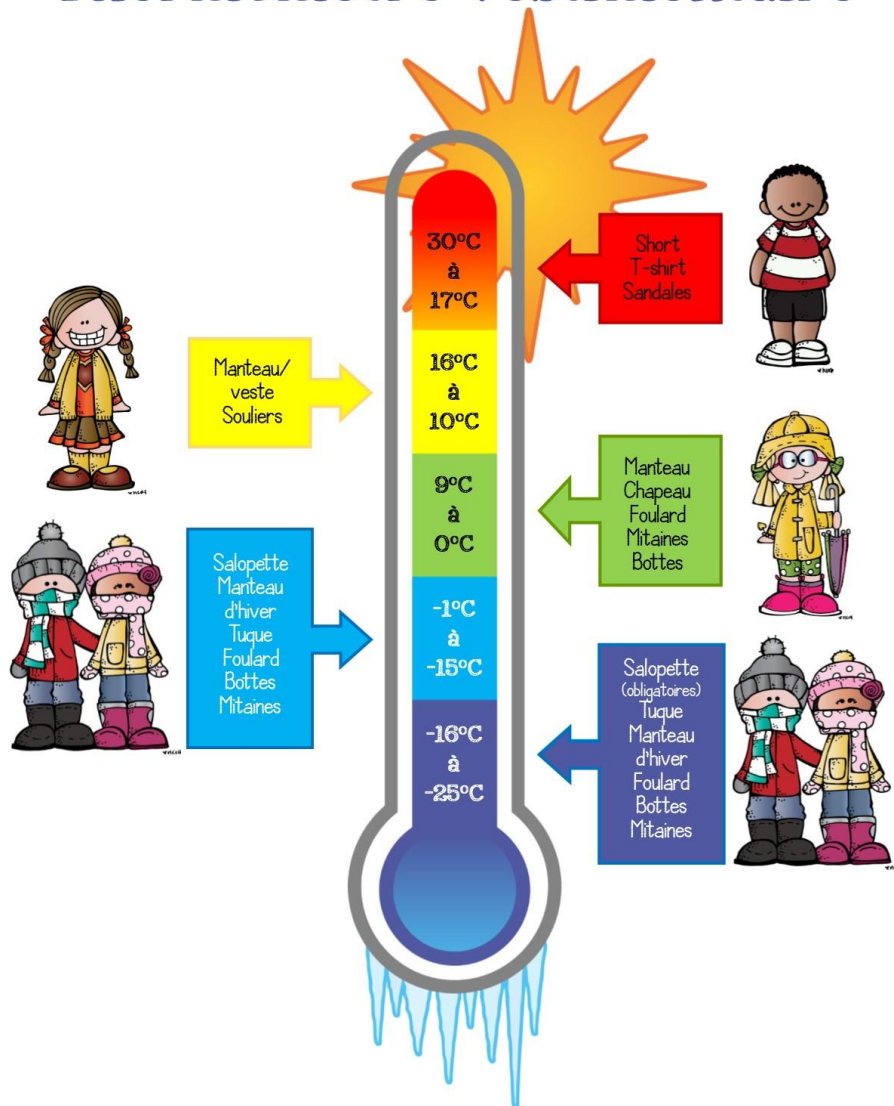 30°C
à
17°C
Short
T-shirt
Sandales
16°C
à
10°C
Manteau/
veste
Souliers
9°C
à
0°C
Manteau
Chapeau
Foulard
Mitaines
Bottes
-1°C
à
-15°C
Salopette
Manteau
d'hiver
Tuque
Foulard
Bottes
Mitaines
-16°C
à
-25°C
Salopette
(obligatoires)
Tuque
Manteau
d'hiver
Foulard
Bottes
Mitaines